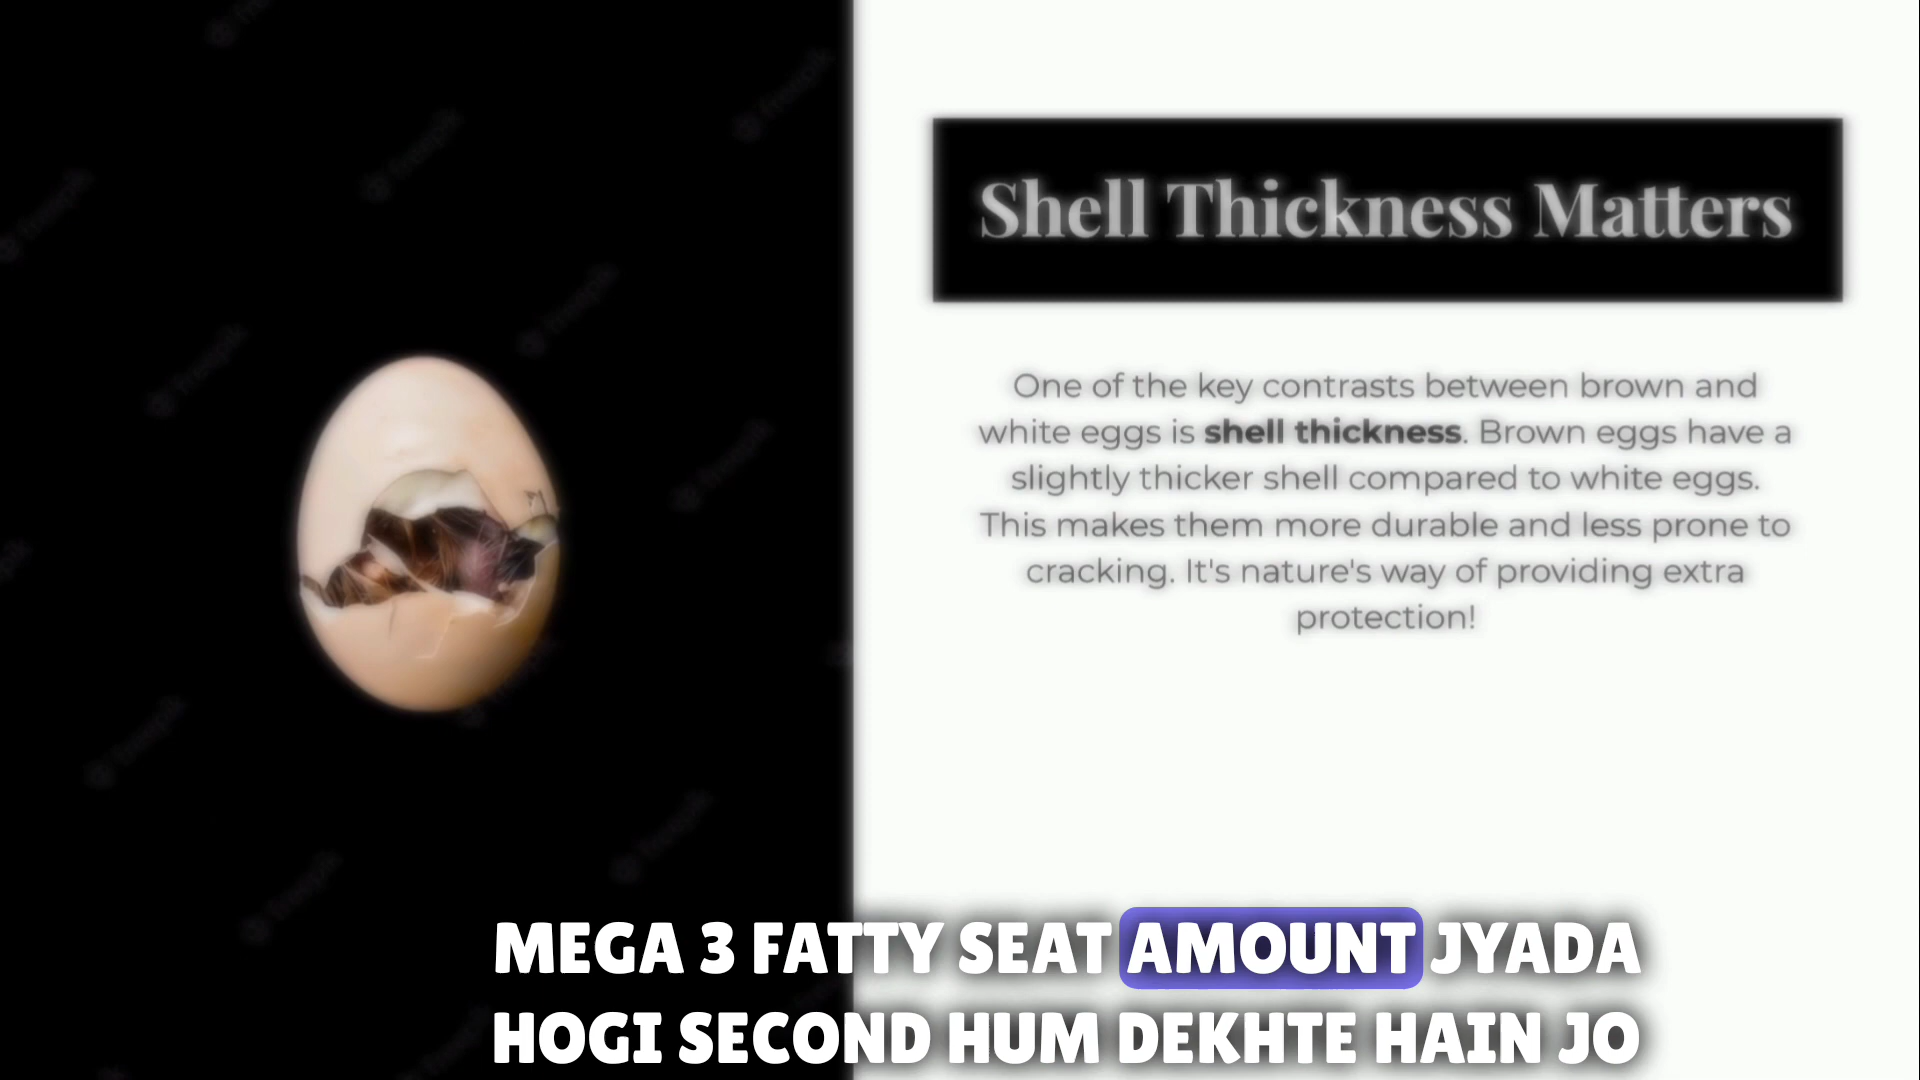 Shell Thickness Matters
One of the key contrasts between brown and
white eggs is shell thickness. Brown eggs have a
slightly thicker shell compared to white eggs.
This makes them more durable and less prone to
cracking. It's nature's way of providing extra
protection!
MEGA 3 FATTY SEAT AMOUNT JYADA
HOGI SECOND HUM DEKHTE HAIN JO